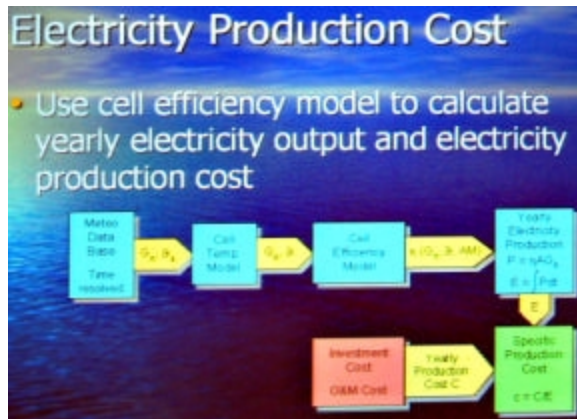 Electricity Production Cost
• Use cell efficiency model to calculate
yearly electricity output and electricity
production cost
Meteo
Data
Base
Time
resolved
Cell
Temp
Model
Cell
Efficiency
Model
Yearly
Electricity
Production
P = ηAGₙ
E = ∫Pdt
E
Investment
Cost
O&M Cost
Yearly
Production
Cost C
Specific
Production
Cost
c = C/E